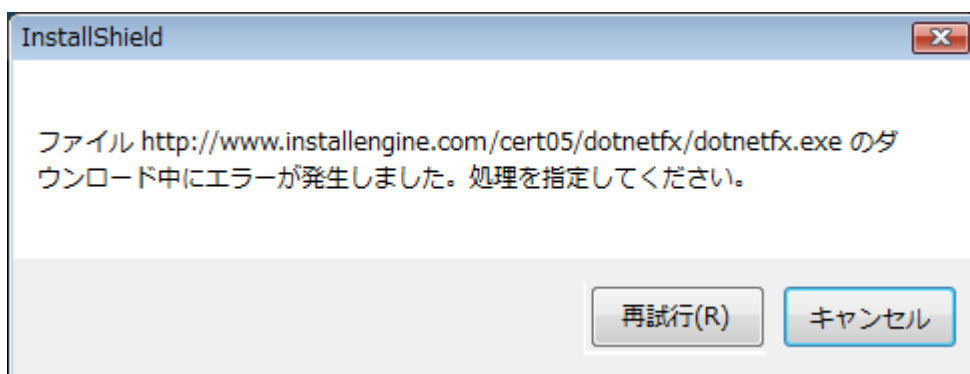 InstallShield
ファイル http://www.installengine.com/cert05/dotnetfx/dotnetfx.exe のダ
ウンロード中にエラーが発生しました。処理を指定してください。
再試行(R) キャンセル